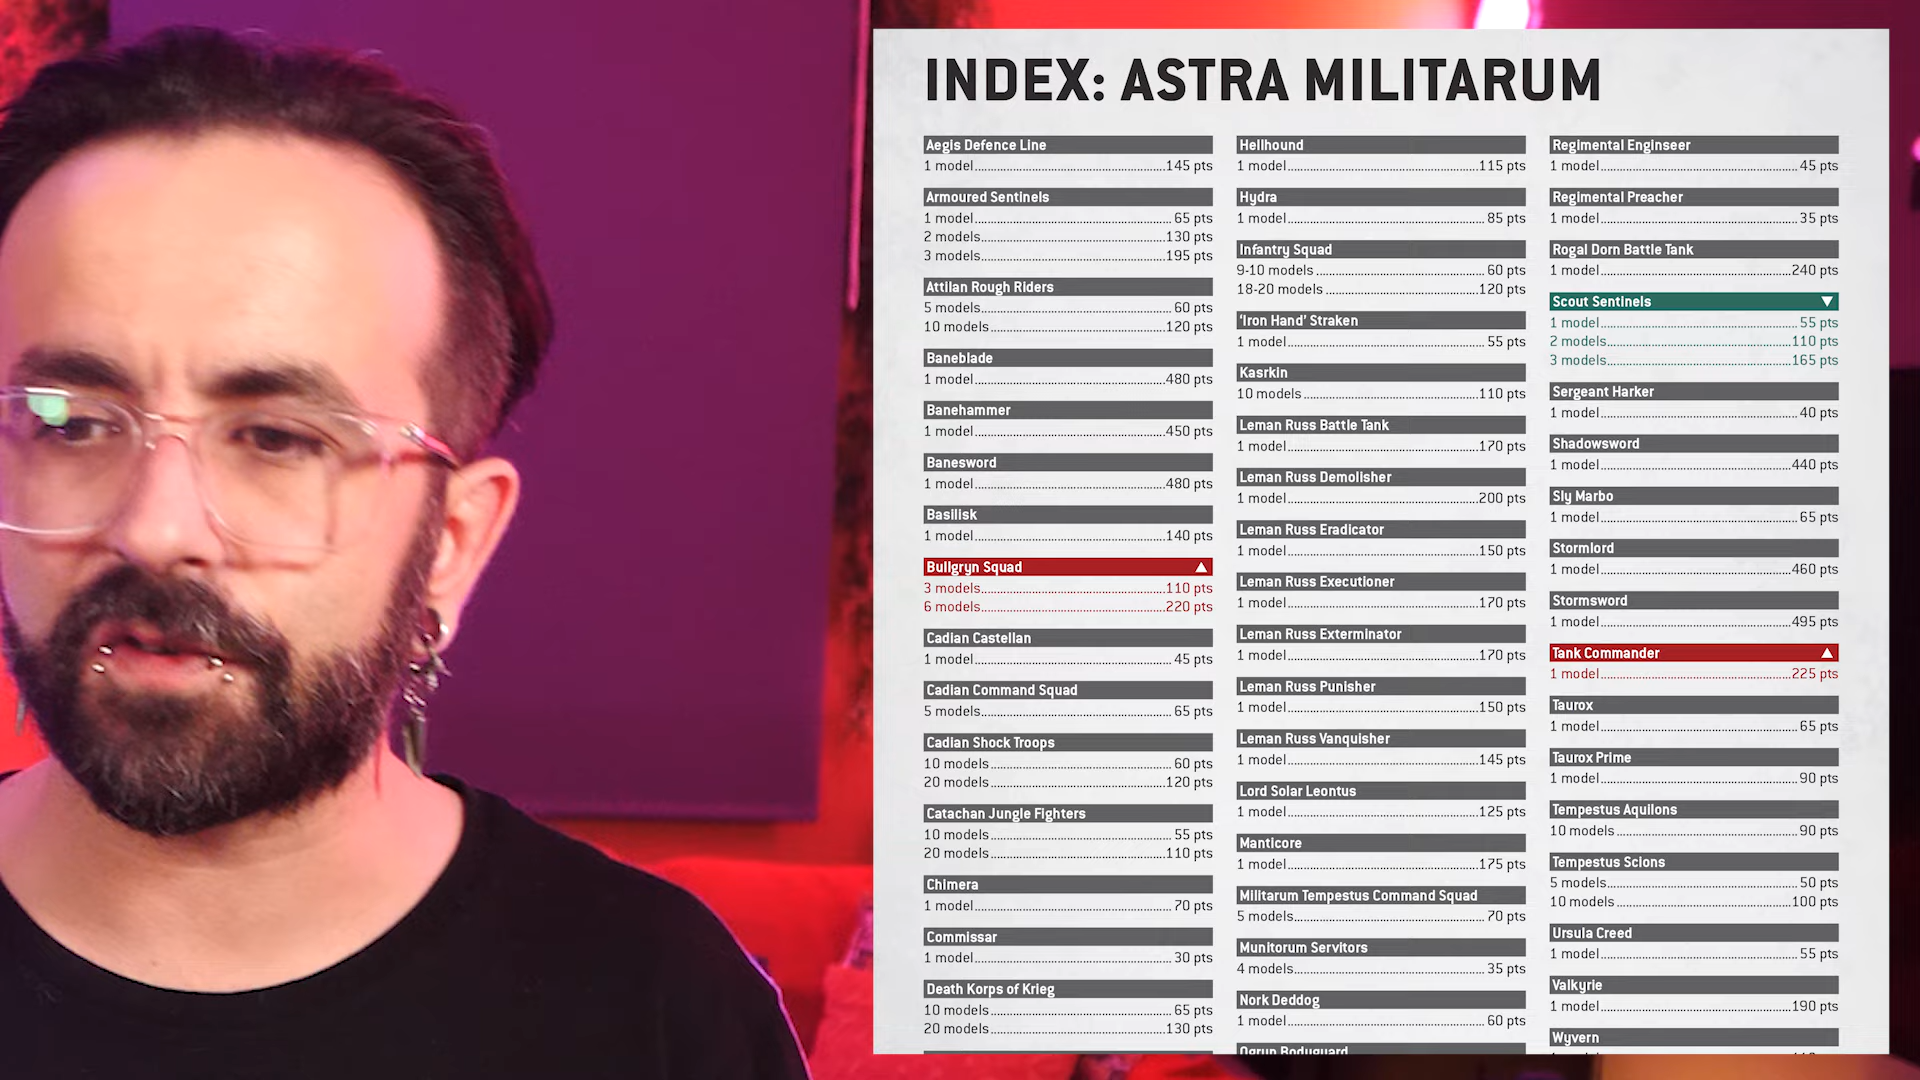 INDEX: ASTRA MILITARUM
Aegis Defence Line
1 model 145 pts
Armoured Sentinels
1 model 65 pts
2 models 130 pts
3 models 195 pts
Attilan Rough Riders
5 models 60 pts
10 models 120 pts
Baneblade
1 model 480 pts
Banehammer
1 model 450 pts
Banesword
1 model 480 pts
Basilisk
1 model 140 pts
Bullgryn Squad ▲
3 models 110 pts
6 models 220 pts
Cadian Castellan
1 model 45 pts
Cadian Command Squad
5 models 65 pts
Cadian Shock Troops
10 models 60 pts
20 models 120 pts
Catachan Jungle Fighters
10 models 55 pts
20 models 110 pts
Chimera
1 model 70 pts
Commissar
1 model 30 pts
Death Korps of Krieg
10 models 65 pts
20 models 130 pts
Hellhound
1 model 115 pts
Hydra
1 model 85 pts
Infantry Squad
9-10 models 60 pts
18-20 models 120 pts
‘Iron Hand’ Straken
1 model 55 pts
Kasrkin
10 models 110 pts
Leman Russ Battle Tank
1 model 170 pts
Leman Russ Demolisher
1 model 200 pts
Leman Russ Eradicator
1 model 150 pts
Leman Russ Executioner
1 model 170 pts
Leman Russ Exterminator
1 model 170 pts
Leman Russ Punisher
1 model 150 pts
Leman Russ Vanquisher
1 model 145 pts
Lord Solar Leontus
1 model 125 pts
Manticore
1 model 175 pts
Militarum Tempestus Command Squad
5 models 70 pts
Munitorum Servitors
4 models 35 pts
Nork Deddog
1 model 60 pts
Ogryn Bodyguard
Regimental Enginseer
1 model 45 pts
Regimental Preacher
1 model 35 pts
Rogal Dorn Battle Tank
1 model 240 pts
Scout Sentinels ▼
1 model 55 pts
2 models 110 pts
3 models 165 pts
Sergeant Harker
1 model 40 pts
Shadowsword
1 model 440 pts
Sly Marbo
1 model 65 pts
Stormlord
1 model 460 pts
Stormsword
1 model 495 pts
Tank Commander ▲
1 model 225 pts
Taurox
1 model 65 pts
Taurox Prime
1 model 90 pts
Tempestus Aquilons
10 models 90 pts
Tempestus Scions
5 models 50 pts
10 models 100 pts
Ursula Creed
1 model 55 pts
Valkyrie
1 model 190 pts
Wyvern